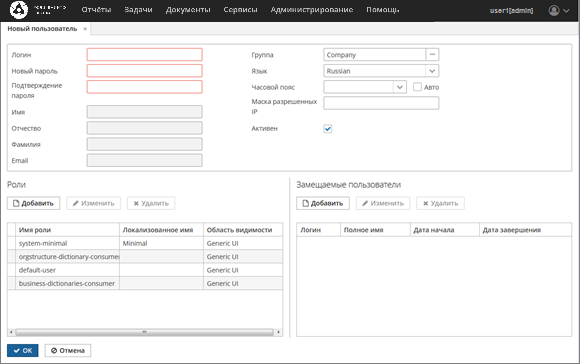 Отчёты Задачи Документы Сервисы Администрирование Помощь user1[admin]
Новый пользователь ×
Логин
Новый пароль
Подтверждение
пароля
Имя
Отчество
Фамилия
Email
Группа Company
Язык Russian
Часовой пояс Авто
Маска разрешенных
IP
Активен
Роли
Добавить Изменить Удалить
Имя роли Локализованное имя Область видимости
system-minimal Minimal Generic UI
orgstructure-dictionary-consumer Generic UI
default-user Generic UI
business-dictionaries-consumer Generic UI
Замещаемые пользователи
Добавить Изменить Удалить
Логин Полное имя Дата начала Дата завершения
OK Отмена